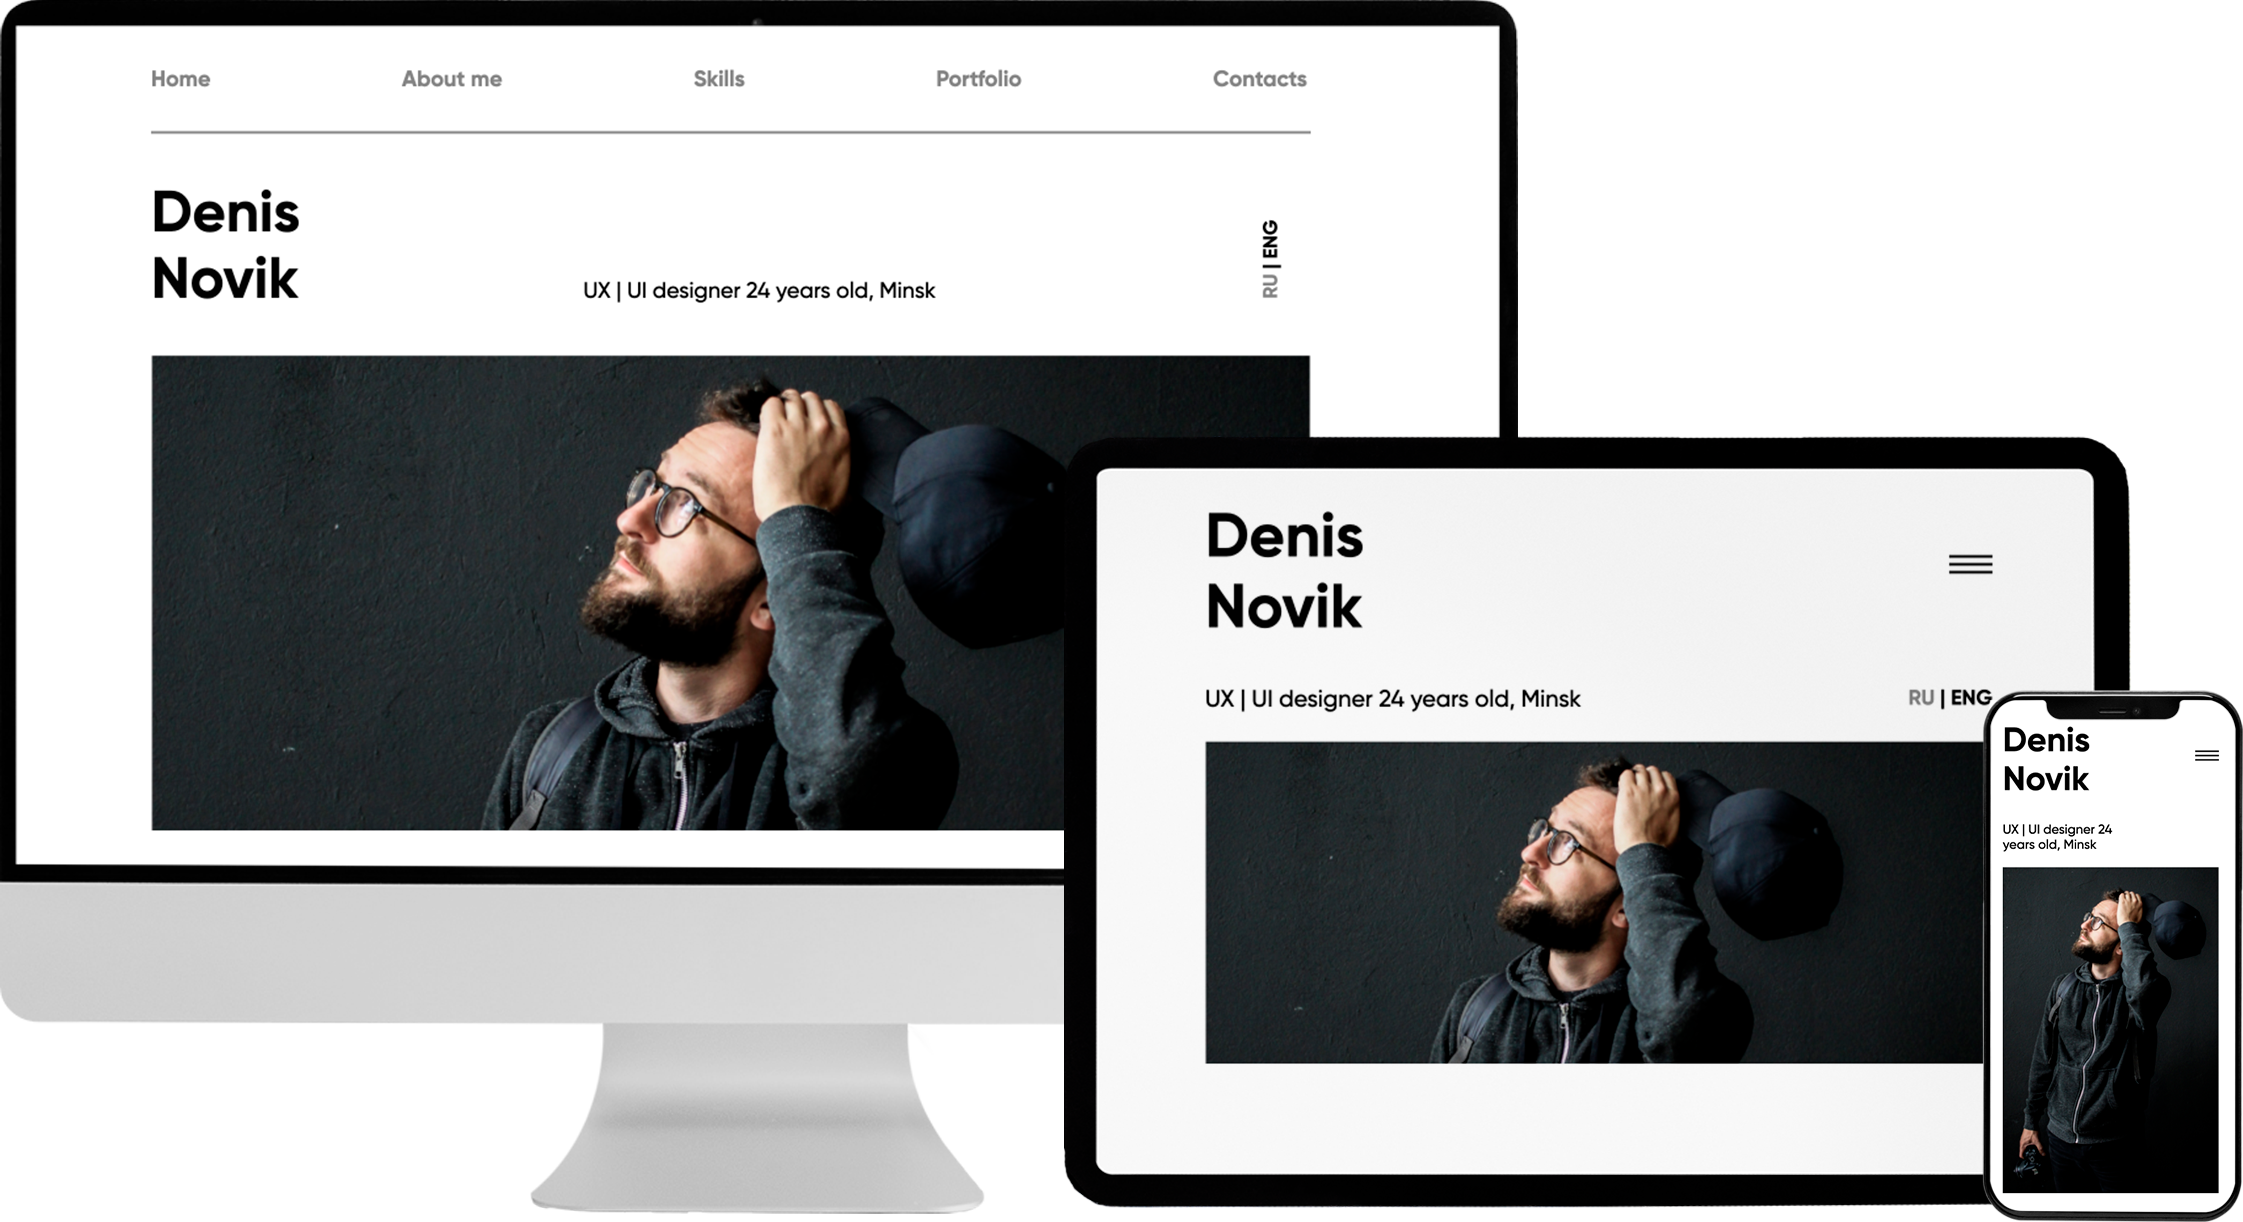 Home About me Skills Portfolio Contacts
Denis
Novik
UX | UI designer 24 years old, Minsk
RU | ENG
Denis
Novik
UX | UI designer 24 years old, Minsk
RU | ENG
Denis
Novik
UX | UI designer 24
years old, Minsk